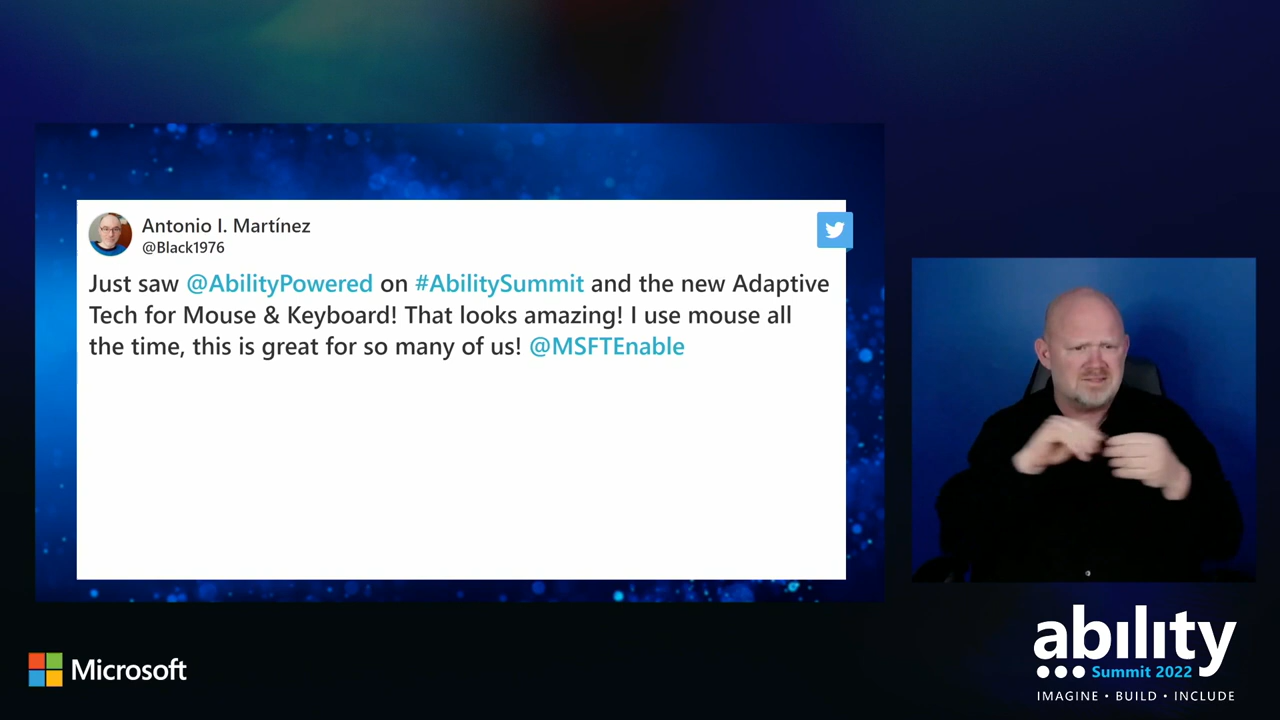 Antonio I. Martínez
@Black1976
Just saw @AbilityPowered on #AbilitySummit and the new Adaptive
Tech for Mouse & Keyboard! That looks amazing! I use mouse all
the time, this is great for so many of us! @MSFTEnable
Microsoft
ability
Summit 2022
IMAGINE • BUILD • INCLUDE